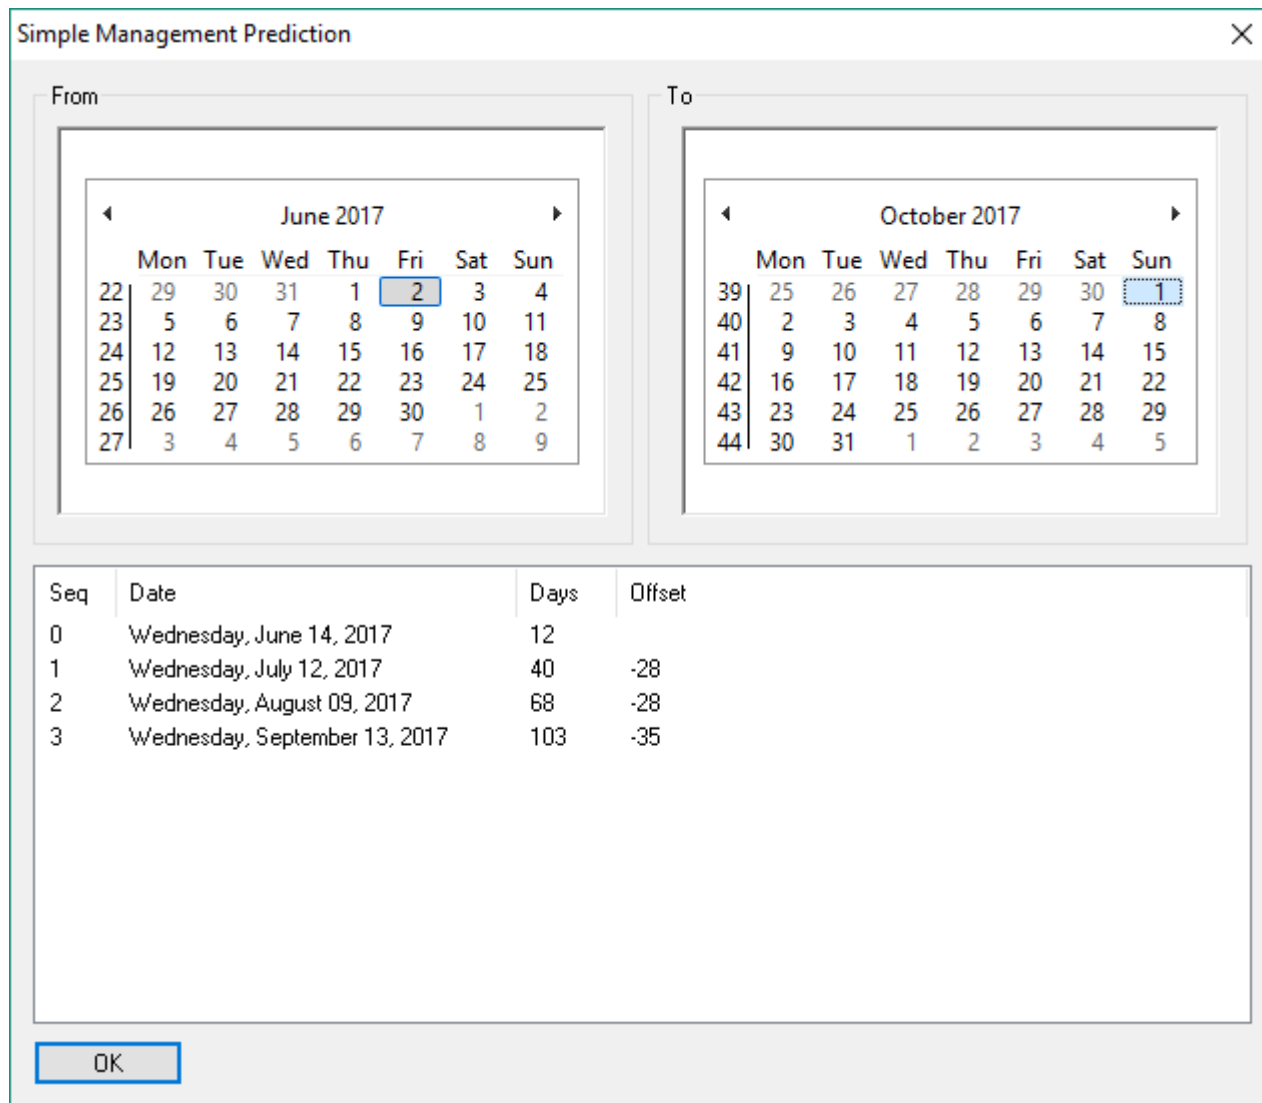 Simple Management Prediction
From
June 2017
Mon Tue Wed Thu Fri Sat Sun
22 29 30 31 1 2 3 4
23 5 6 7 8 9 10 11
24 12 13 14 15 16 17 18
25 19 20 21 22 23 24 25
26 26 27 28 29 30 1 2
27 3 4 5 6 7 8 9
To
October 2017
Mon Tue Wed Thu Fri Sat Sun
39 25 26 27 28 29 30 1
40 2 3 4 5 6 7 8
41 9 10 11 12 13 14 15
42 16 17 18 19 20 21 22
43 23 24 25 26 27 28 29
44 30 31 1 2 3 4 5
Seq Date Days Offset
0 Wednesday, June 14, 2017 12
1 Wednesday, July 12, 2017 40 -28
2 Wednesday, August 09, 2017 68 -28
3 Wednesday, September 13, 2017 103 -35
OK